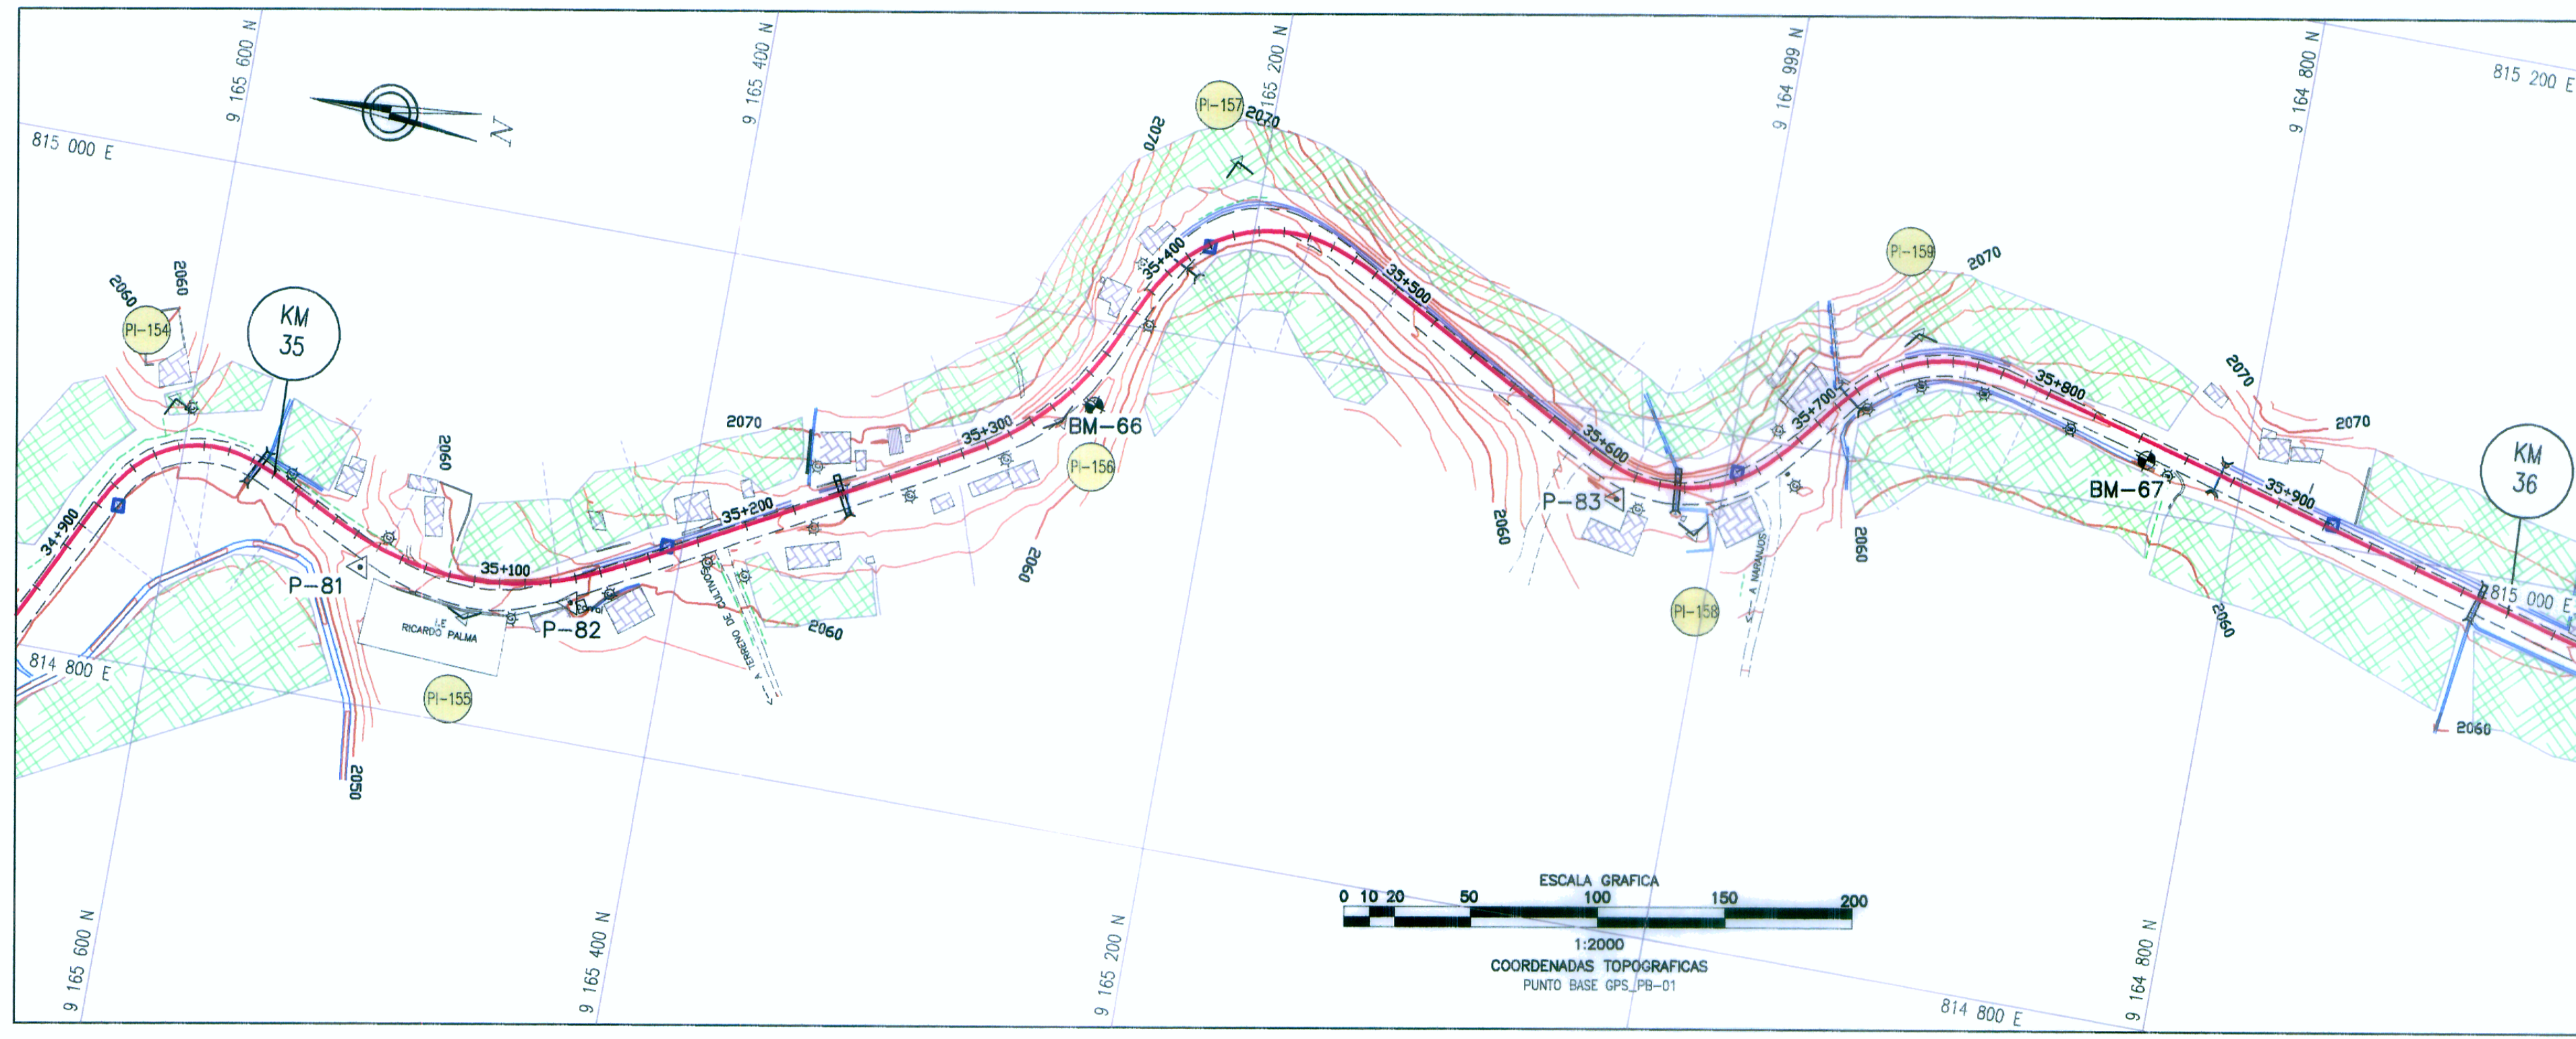 9 165 600 N
9 165 400 N
165 200 N
9 164 999 N
9 164 800 N
815 200 E
815 000 E
N
PI-157
2070
2070
PI-154
2060
2060
KM
35
PI-159
2070
35+400
35+500
35+800
2070
2070
KM
36
34+900
2060
2070
35+300
BM-66
PI-156
35+700
35+600
P-83
2060
2060
BM-67
35+900
35+200
35+100
P-81
I.E
RICARDO PALMA
P-82
2060
2060
A TERRENO DE CULTIVOS
A NARANJOS
PI-158
2060
815 000 E
814 800 E
PI-155
2050
2060
ESCALA GRAFICA
0 10 20 50 100 150 200
1:2000
COORDENADAS TOPOGRAFICAS
PUNTO BASE GPS_PB-01
9 165 600 N
9 165 400 N
9 165 200 N
814 800 E
9 164 800 N